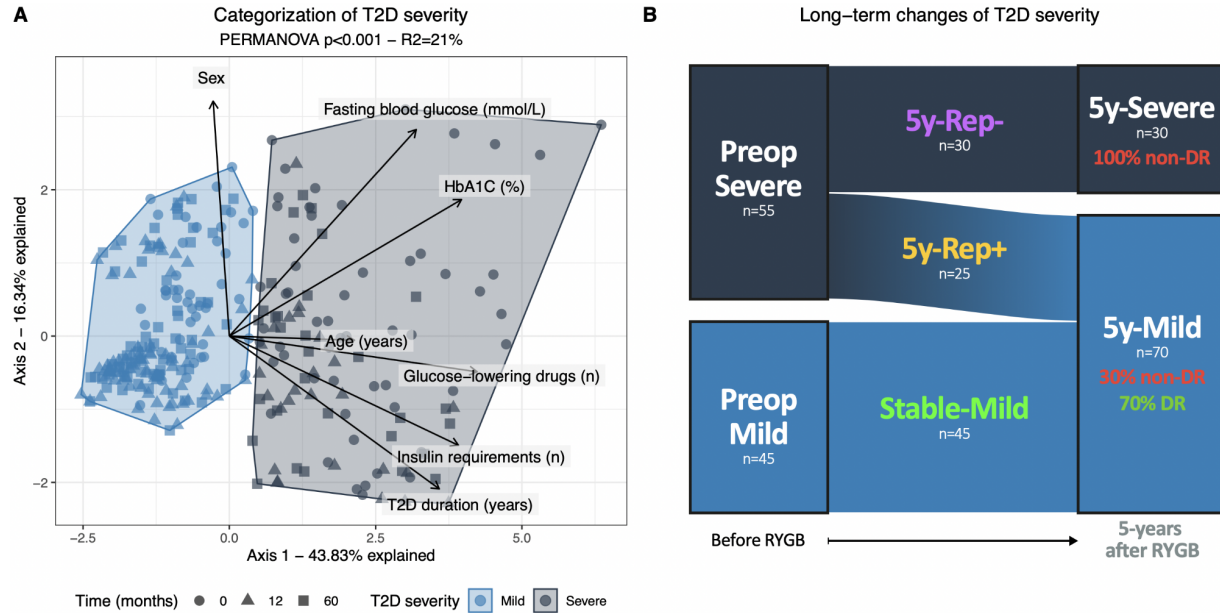 A
Categorization of T2D severity
PERMANOVA p<0.001 − R2=21%
Sex
Fasting blood glucose (mmol/L)
HbA1C (%)
Age (years)
Glucose−lowering drugs (n)
Insulin requirements (n)
T2D duration (years)
Axis 2 − 16.34% explained
2
0
−2
−2.5
0.0
2.5
5.0
Axis 1 − 43.83% explained
Time (months)
0
12
60
T2D severity
Mild
Severe
B
Long−term changes of T2D severity
Preop
Severe
n=55
5y-Rep-
n=30
5y-Severe
n=30
100% non-DR
5y-Rep+
n=25
Preop
Mild
n=45
Stable-Mild
n=45
5y-Mild
n=70
30% non-DR
70% DR
Before RYGB
5-years
after RYGB